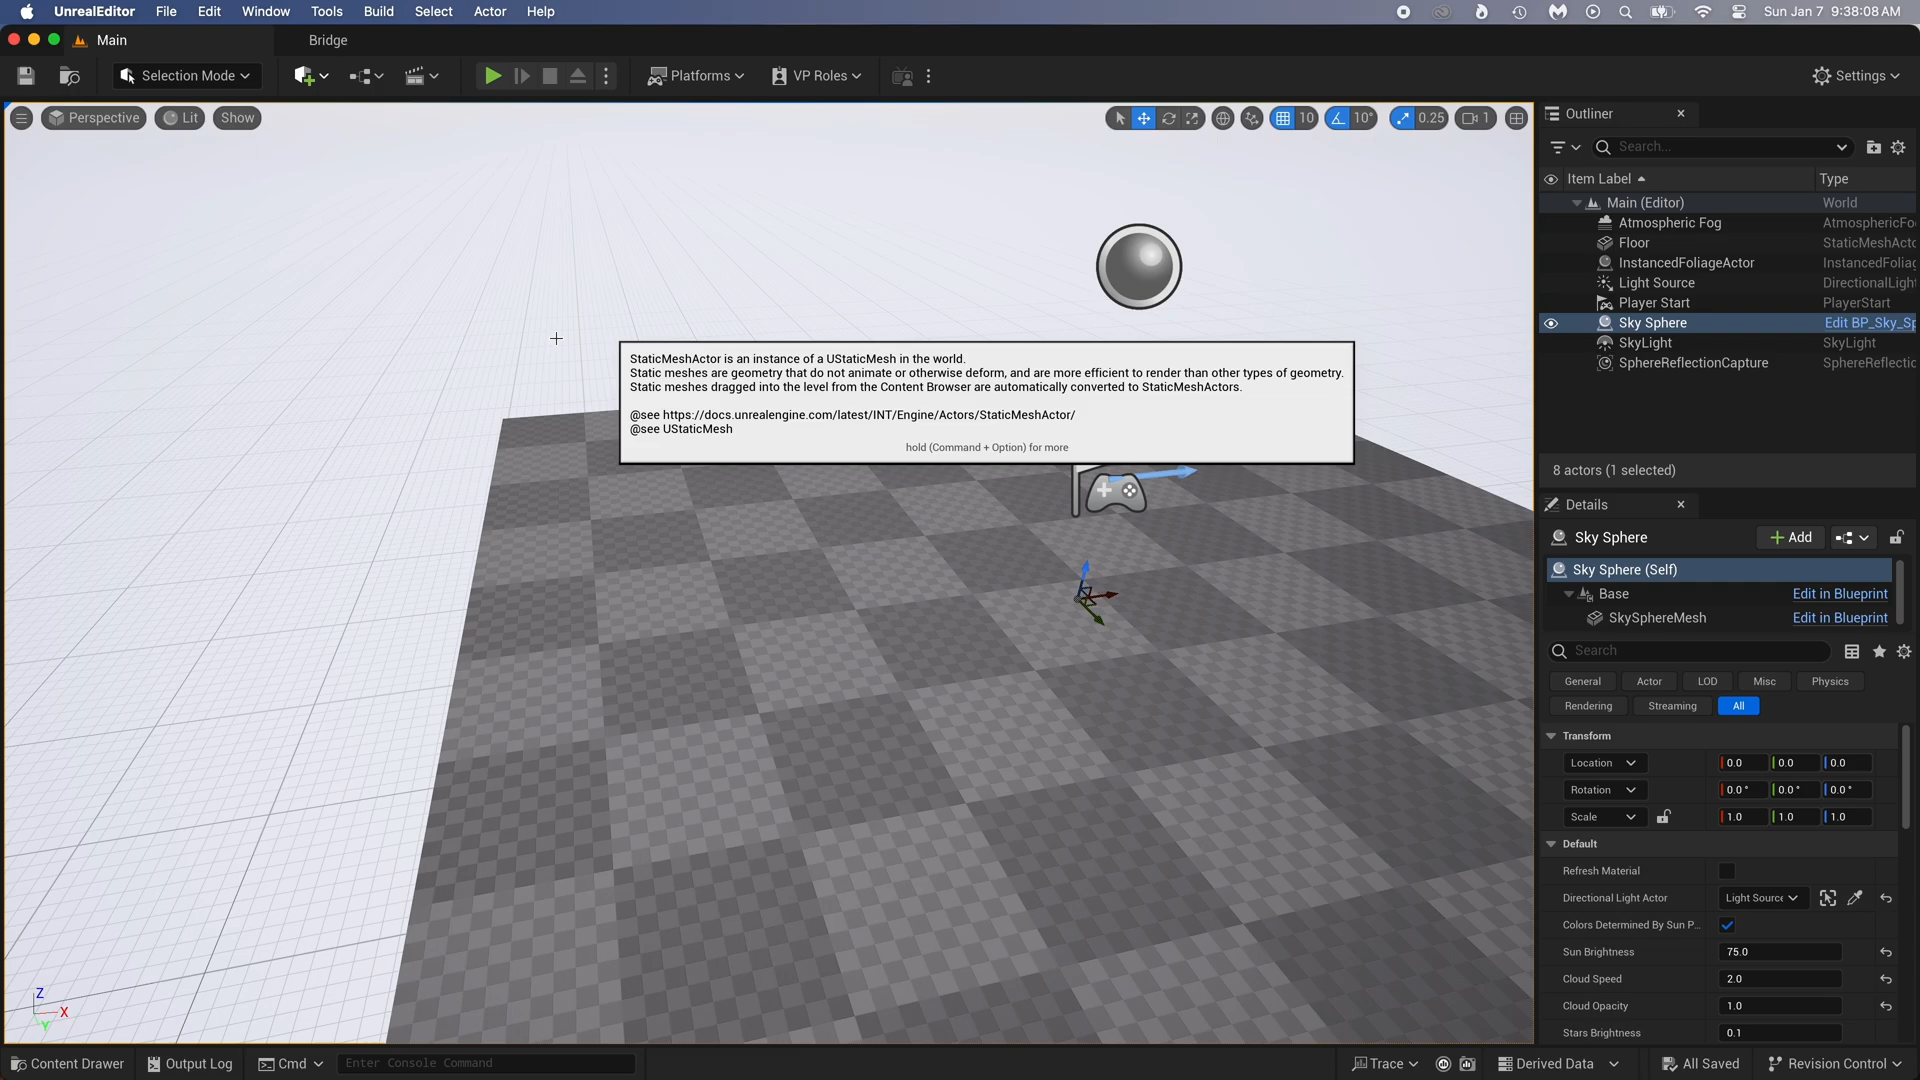 UnrealEditor File Edit Window Tools Build Select Actor Help
Sun Jan 7 9:38:08 AM
Main
Bridge
Selection Mode
Platforms
VP Roles
Settings
Perspective
Lit
Show
10
10°
0.25
1
Outliner
Search...
Item Label
Type
Main (Editor) World
Atmospheric Fog AtmosphericFo
Floor StaticMeshActo
InstancedFoliageActor InstancedFoliag
Light Source DirectionalLight
Player Start PlayerStart
Sky Sphere Edit BP_Sky_Sp
SkyLight SkyLight
SphereReflectionCapture SphereReflectic
8 actors (1 selected)
StaticMeshActor is an instance of a UStaticMesh in the world.
Static meshes are geometry that do not animate or otherwise deform, and are more efficient to render than other types of geometry.
Static meshes dragged into the level from the Content Browser are automatically converted to StaticMeshActors.
@see https://docs.unrealengine.com/latest/INT/Engine/Actors/StaticMeshActor/
@see UStaticMesh
hold (Command + Option) for more
Details
Sky Sphere
Add
Sky Sphere (Self)
Base Edit in Blueprint
SkySphereMesh Edit in Blueprint
Search
General Actor LOD Misc Physics
Rendering Streaming All
Transform
Location 0.0 0.0 0.0
Rotation 0.0° 0.0° 0.0°
Scale 1.0 1.0 1.0
Default
Refresh Material
Directional Light Actor Light Source
Colors Determined By Sun P...
Sun Brightness 75.0
Cloud Speed 2.0
Cloud Opacity 1.0
Stars Brightness 0.1
Z
X
Y
Content Drawer
Output Log
Cmd
Enter Console Command
Trace
Derived Data
All Saved
Revision Control